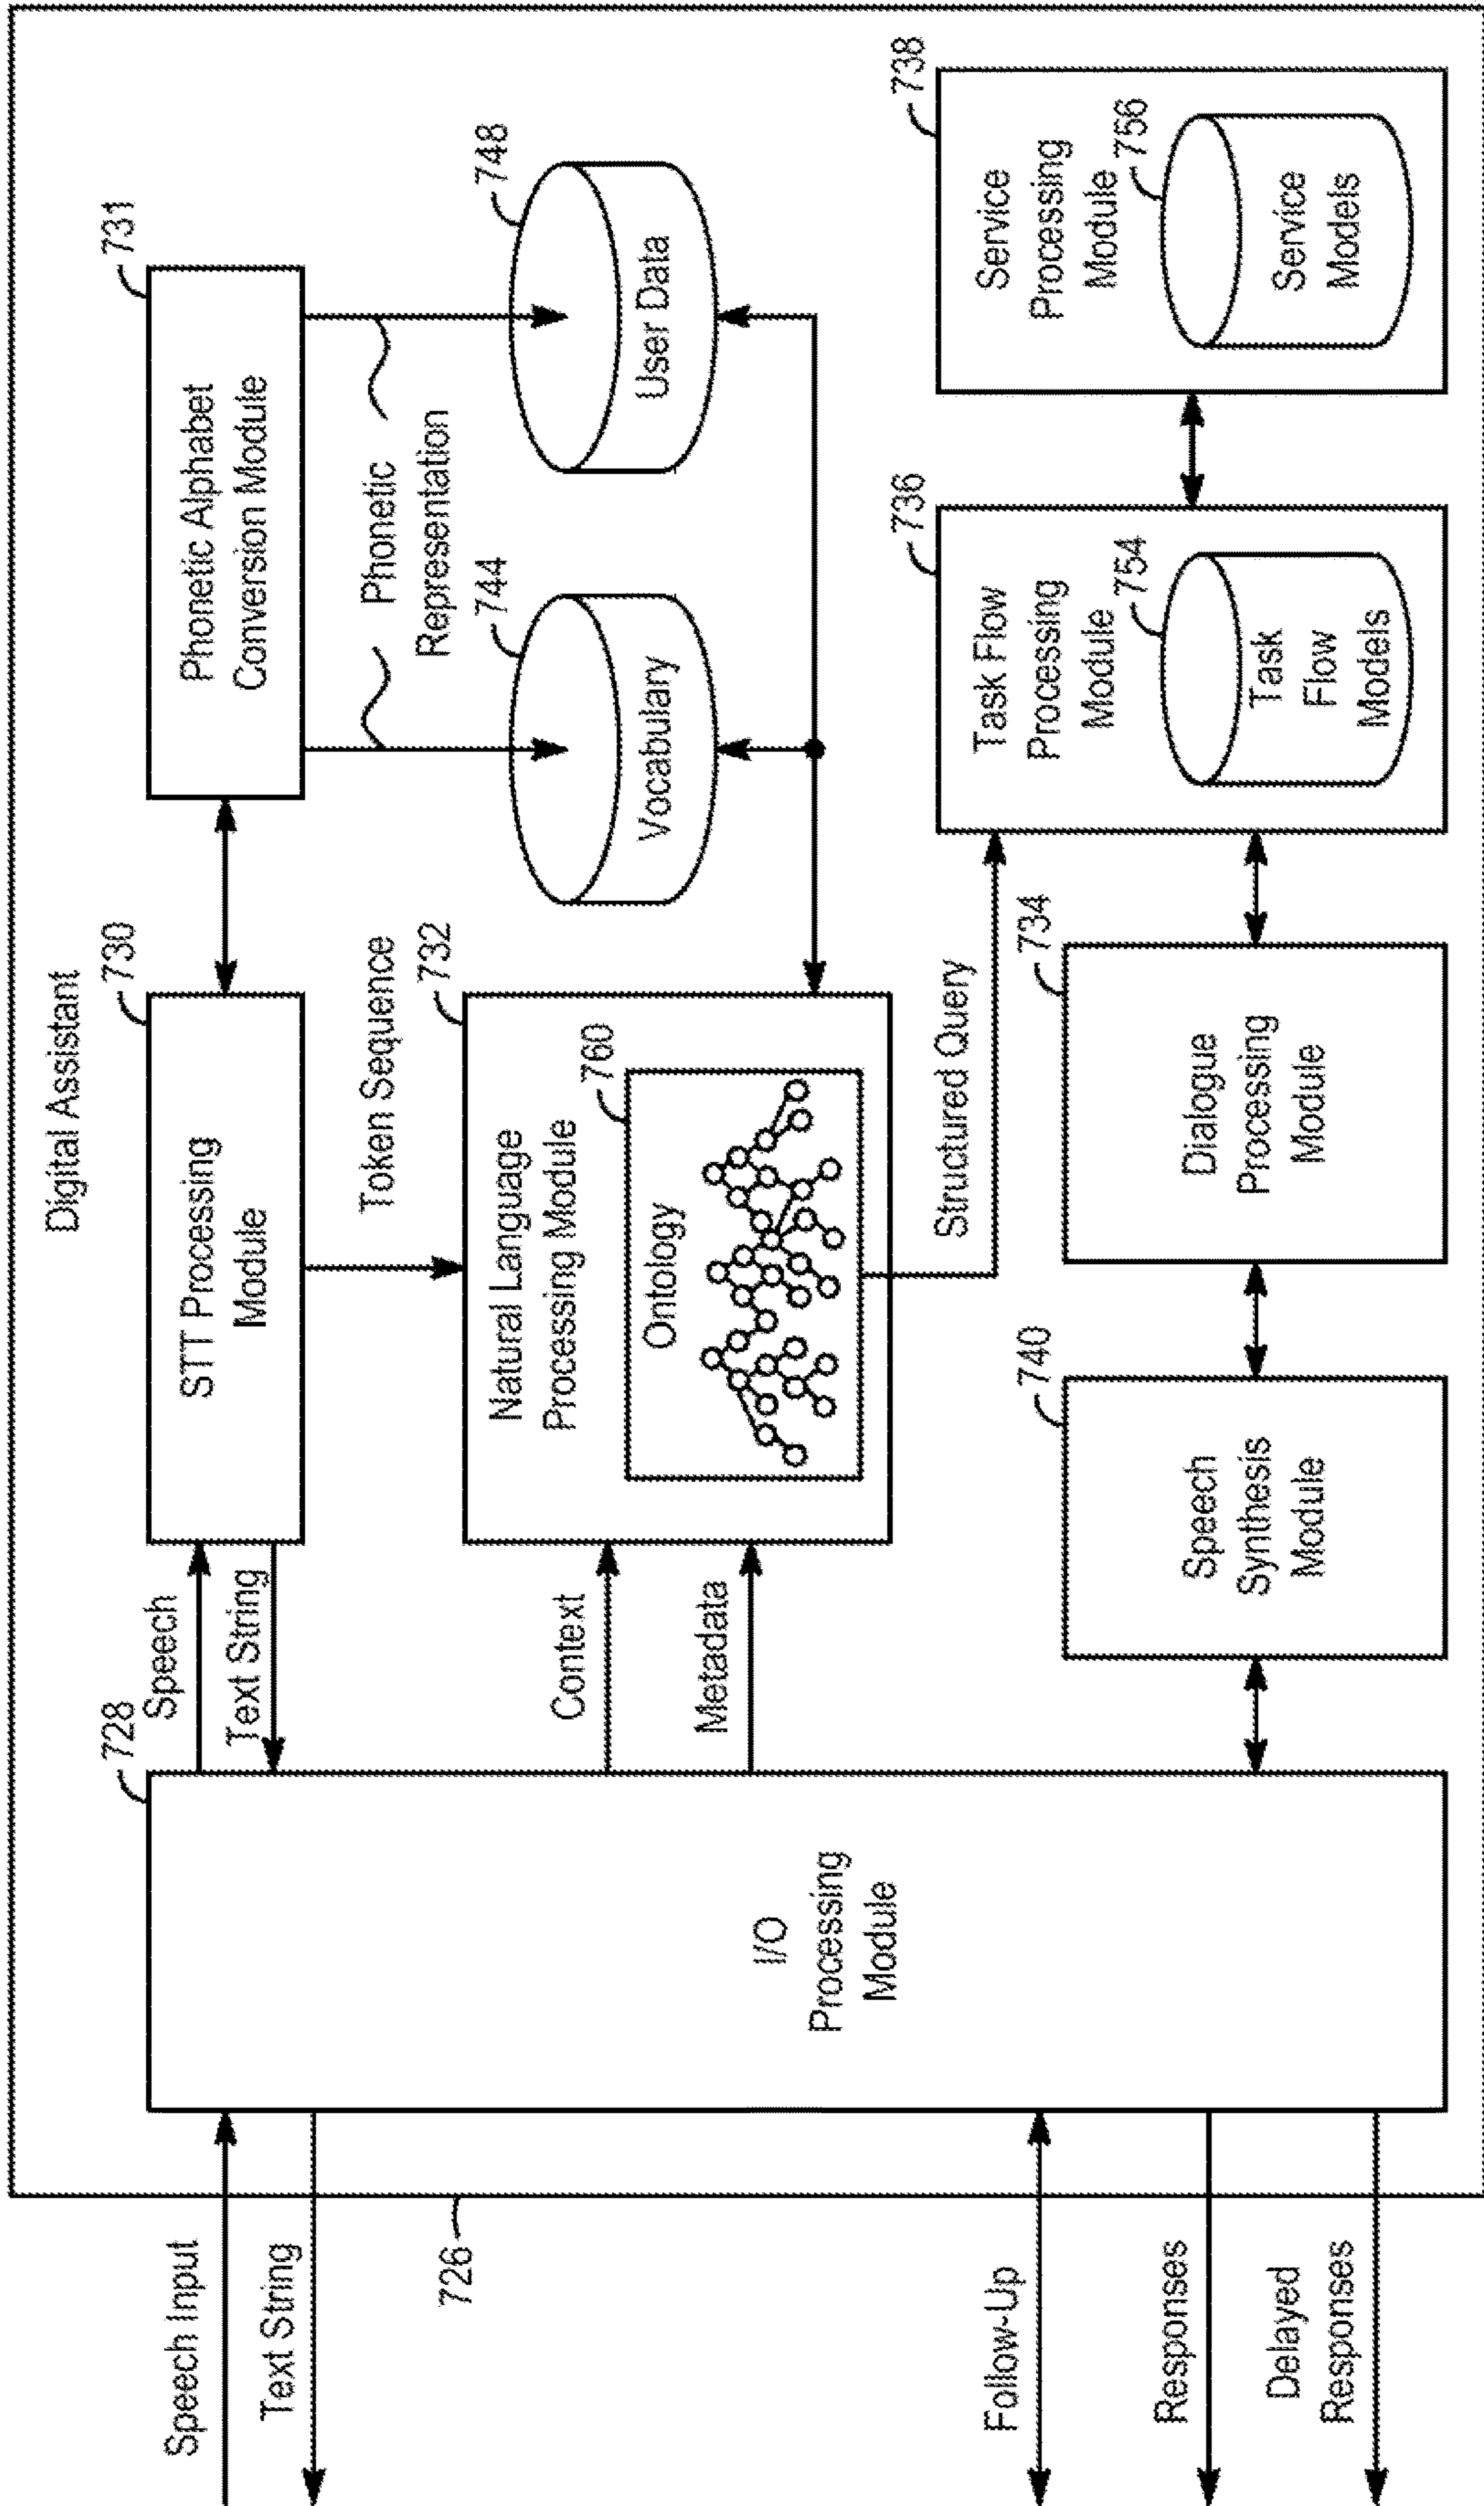 Digital Assistant
Speech Input
Text String
726
728
I/O
Processing
Module
Speech
Text String
Context
Metadata
730
STT Processing
Module
Token Sequence
732
Natural Language
Processing Module
760
Ontology
731
Phonetic Alphabet
Conversion Module
Phonetic
Representation
744
Vocabulary
748
User Data
Structured Query
Follow-Up
Responses
Delayed
Responses
740
Speech
Synthesis
Module
734
Dialogue
Processing
Module
736
Task Flow
Processing
Module
754
Task
Flow
Models
738
Service
Processing
Module
756
Service
Models